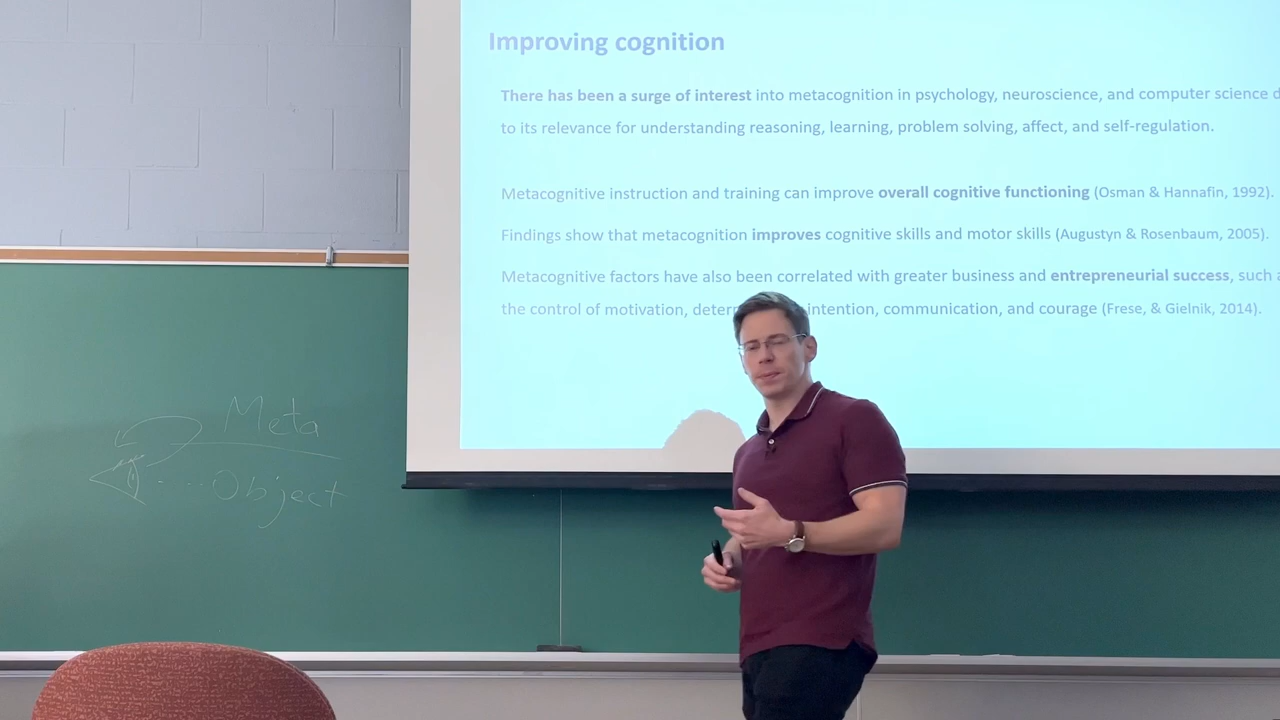 Improving cognition
There has been a surge of interest into metacognition in psychology, neuroscience, and computer science d
to its relevance for understanding reasoning, learning, problem solving, affect, and self-regulation.
Metacognitive instruction and training can improve overall cognitive functioning (Osman & Hannafin, 1992).
Findings show that metacognition improves cognitive skills and motor skills (Augustyn & Rosenbaum, 2005).
Metacognitive factors have also been correlated with greater business and entrepreneurial success, such a
the control of motivation, deter intention, communication, and courage (Frese, & Gielnik, 2014).
Meta
Object